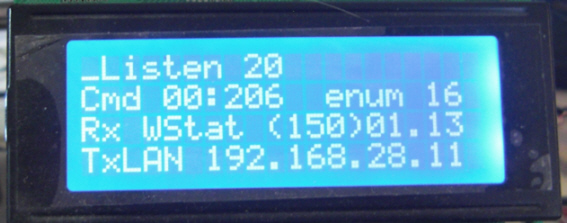 _Listen 20
Cmd 00:206  enum 16
Rx WStat (150)01.13
TxLAN 192.168.28.11